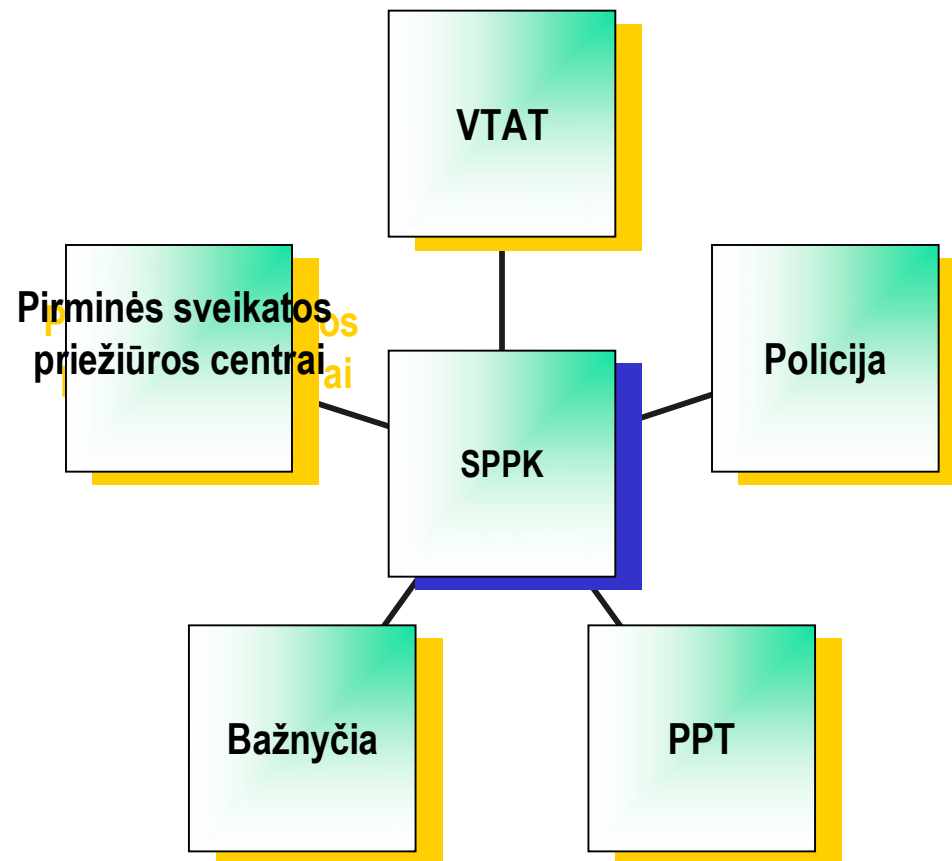 VTAT
Pirminės sveikatos
priežiūros centrai
Policija
SPPK
Bažnyčia
PPT